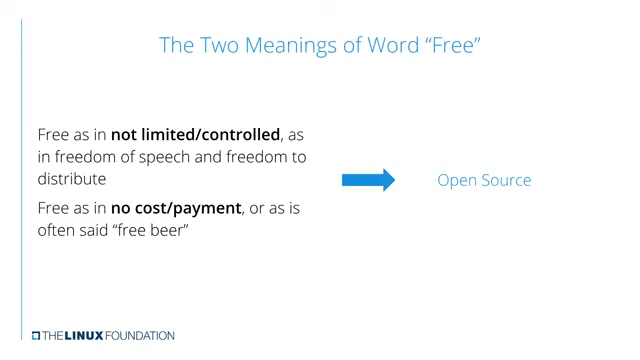 The Two Meanings of Word “Free”
Free as in not limited/controlled, as
in freedom of speech and freedom to
distribute
Free as in no cost/payment, or as is
often said “free beer”
Open Source
THE LINUX FOUNDATION